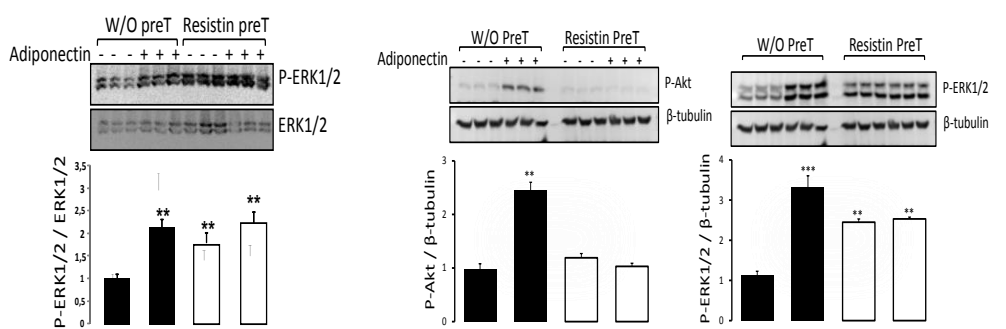 W/O preT Resistin preT
Adiponectin - - - + + + - - - + + +
P-ERK1/2
ERK1/2
P-ERK1/2 / ERK1/2
3,5
3
2,5
2
1,5
1
0,5
0
**
**
**
W/O PreT Resistin PreT
Adiponectin - - - + + + - - - + + +
P-Akt
β-tubulin
P-Akt / β-tubulin
3
2
1
0
**
W/O PreT Resistin PreT
P-ERK1/2
β-tubulin
P-ERK1/2 / β-tubulin
4
3
2
1
0
***
**
**